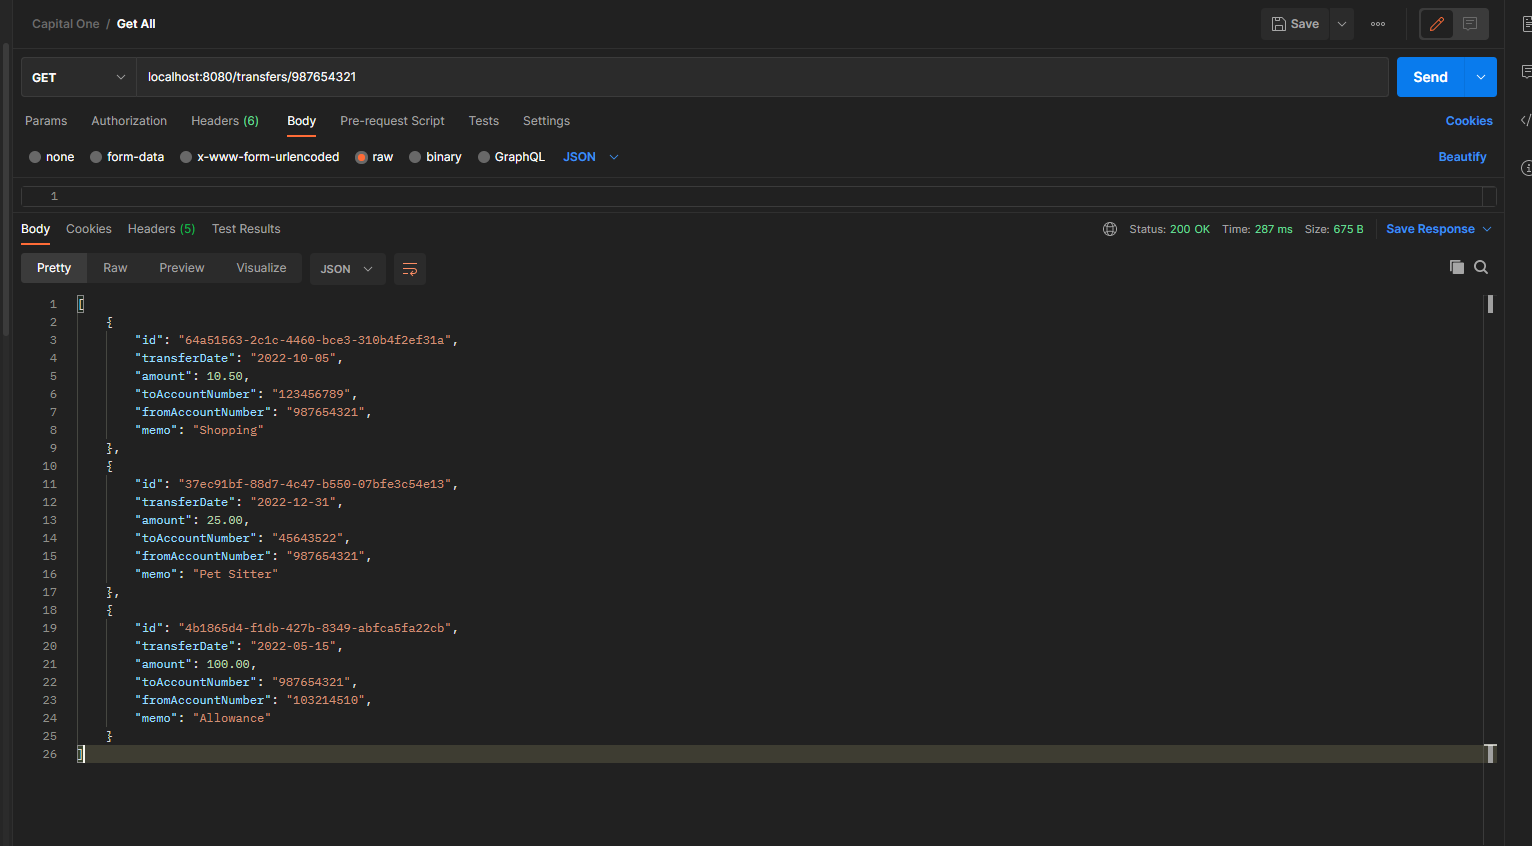 Capital One / Get All
Save
GET localhost:8080/transfers/987654321 Send
Params Authorization Headers (6) Body Pre-request Script Tests Settings Cookies
none form-data x-www-form-urlencoded raw binary GraphQL JSON Beautify
1
Body Cookies Headers (5) Test Results Status: 200 OK Time: 287 ms Size: 675 B Save Response
Pretty Raw Preview Visualize JSON
1 [
2 {
3 "id": "64a51563-2c1c-4460-bce3-310b4f2ef31a",
4 "transferDate": "2022-10-05",
5 "amount": 10.50,
6 "toAccountNumber": "123456789",
7 "fromAccountNumber": "987654321",
8 "memo": "Shopping"
9 },
10 {
11 "id": "37ec91bf-88d7-4c47-b550-07bfe3c54e13",
12 "transferDate": "2022-12-31",
13 "amount": 25.00,
14 "toAccountNumber": "45643522",
15 "fromAccountNumber": "987654321",
16 "memo": "Pet Sitter"
17 },
18 {
19 "id": "4b1865d4-f1db-427b-8349-abfca5fa22cb",
20 "transferDate": "2022-05-15",
21 "amount": 100.00,
22 "toAccountNumber": "987654321",
23 "fromAccountNumber": "103214510",
24 "memo": "Allowance"
25 }
26 ]